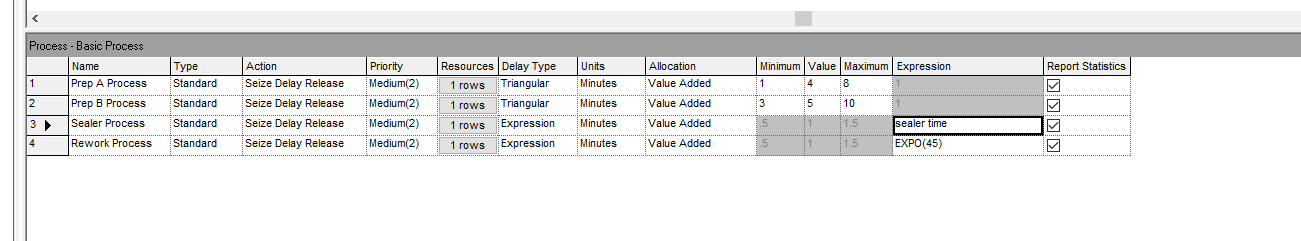 Process - Basic Process
Name Type Action Priority Resources Delay Type Units Allocation Minimum Value Maximum Expression Report Statistics
1 Prep A Process Standard Seize Delay Release Medium(2) 1 rows Triangular Minutes Value Added 1 4 8 1
2 Prep B Process Standard Seize Delay Release Medium(2) 1 rows Triangular Minutes Value Added 3 5 10 1
3 Sealer Process Standard Seize Delay Release Medium(2) 1 rows Expression Minutes Value Added .5 1 1.5 sealer time
4 Rework Process Standard Seize Delay Release Medium(2) 1 rows Expression Minutes Value Added .5 1 1.5 EXPO(45)